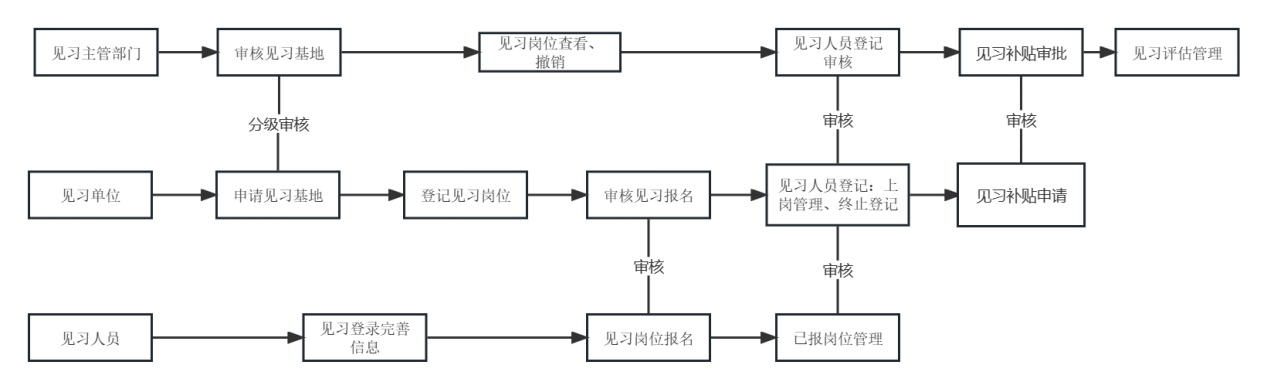 见习主管部门
审核见习基地
见习岗位查看、
撤销
见习人员登记
审核
见习补贴审批
见习评估管理
分级审核
审核
审核
见习单位
申请见习基地
登记见习岗位
审核见习报名
见习人员登记：上
岗管理、终止登记
见习补贴申请
审核
审核
见习人员
见习登录完善
信息
见习岗位报名
已报岗位管理